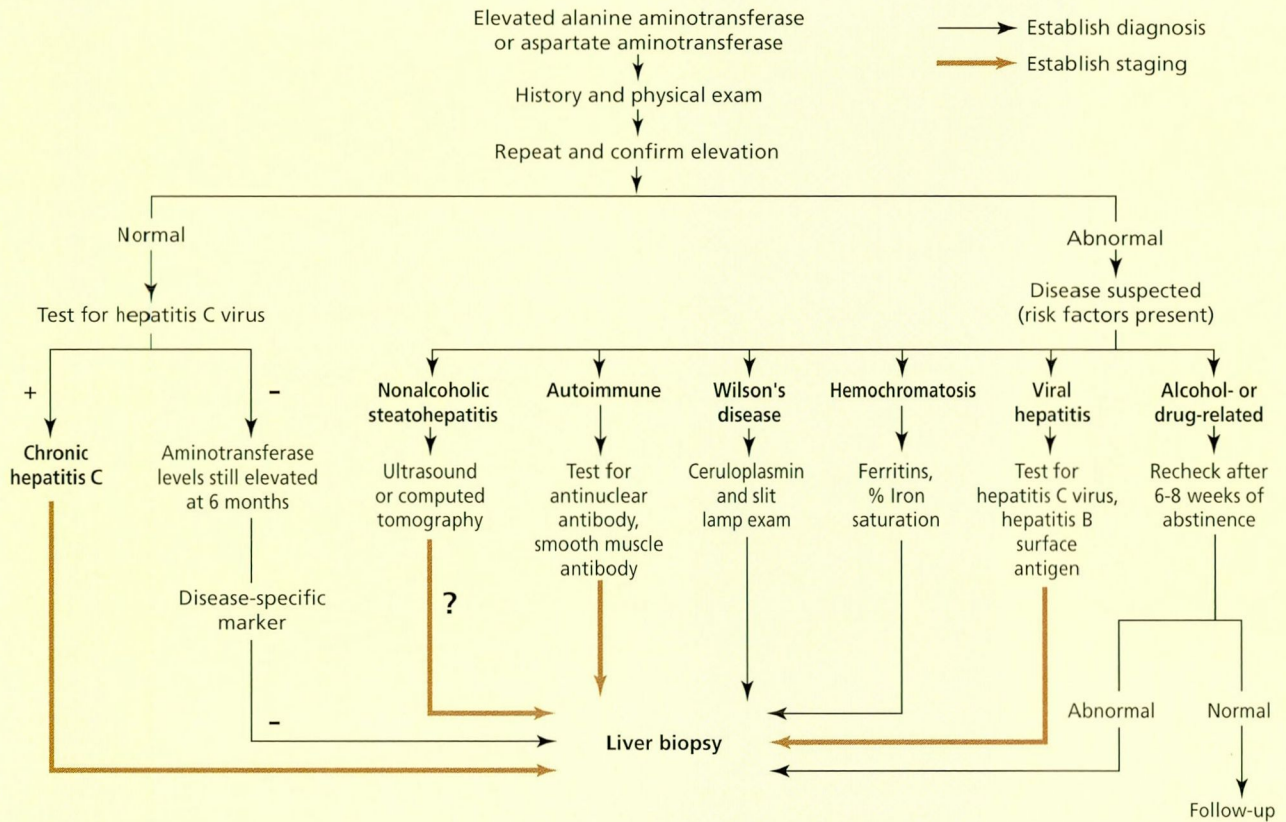 Elevated alanine aminotransferase
or aspartate aminotransferase
Establish diagnosis
Establish staging
History and physical exam
Repeat and confirm elevation
Normal
Abnormal
Test for hepatitis C virus
Disease suspected
(risk factors present)
+
–
Chronic
hepatitis C
Aminotransferase
levels still elevated
at 6 months
Disease-specific
marker
–
Nonalcoholic
steatohepatitis
Ultrasound
or computed
tomography
?
Autoimmune
Test for
antinuclear
antibody,
smooth muscle
antibody
Wilson's
disease
Ceruloplasmin
and slit
lamp exam
Hemochromatosis
Ferritins,
% Iron
saturation
Viral
hepatitis
Test for
hepatitis C virus,
hepatitis B
surface
antigen
Alcohol- or
drug-related
Recheck after
6-8 weeks of
abstinence
Abnormal
Normal
Liver biopsy
Follow-up